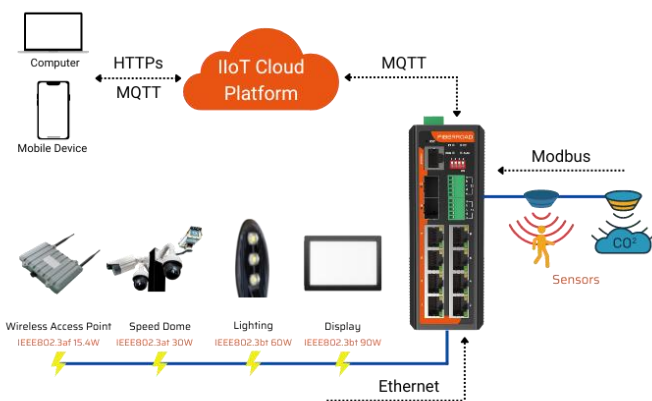 Computer
Mobile Device
HTTPs
MQTT
IIoT Cloud
Platform
MQTT
FIBERROAD
Modbus
CO²
Sensors
Wireless Access Point
IEEE802.3af 15.4W
Speed Dome
IEEE802.3at 30W
Lighting
IEEE802.3bt 60W
Display
IEEE802.3bt 90W
Ethernet